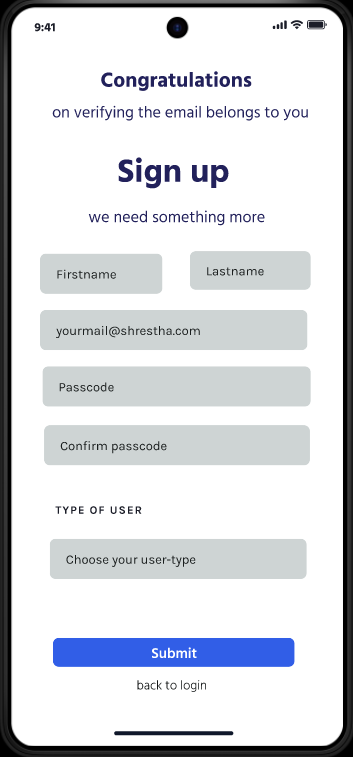 9:41
Congratulations
on verifying the email belongs to you
Sign up
we need something more
Firstname
Lastname
yourmail@shrestha.com
Passcode
Confirm passcode
TYPE OF USER
Choose your user-type
Submit
back to login